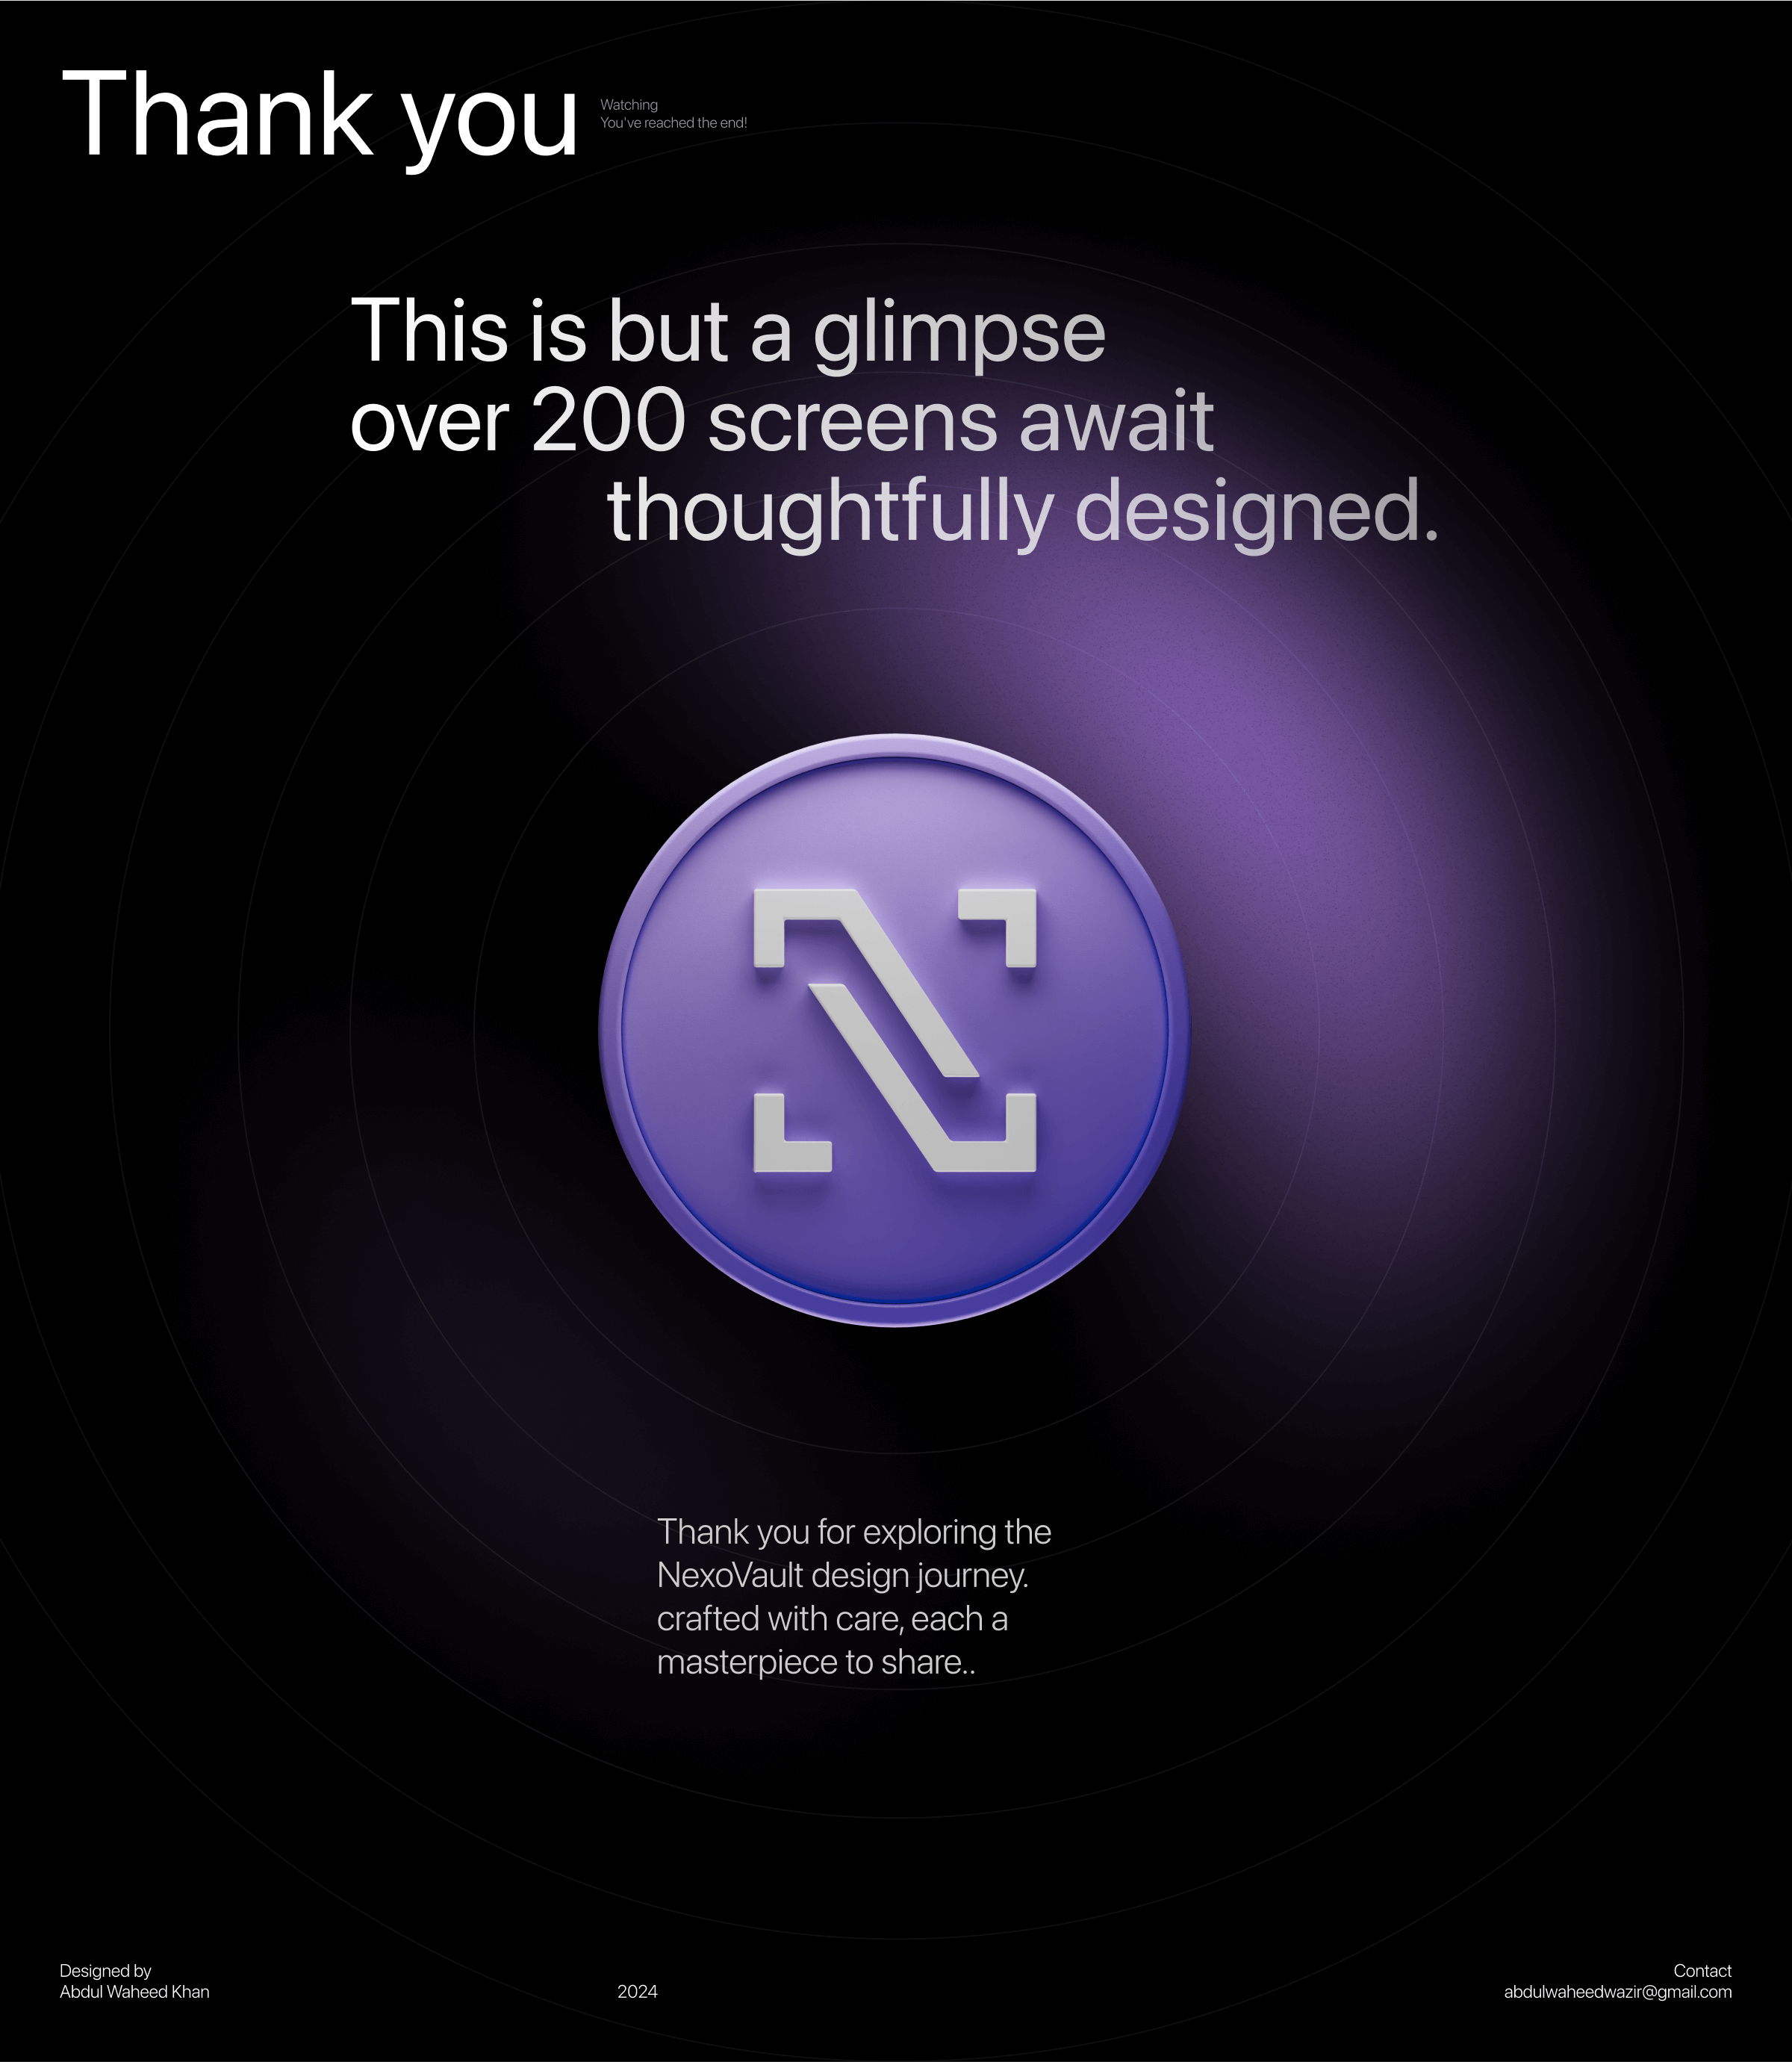 Thank you
Watching
You've reached the end!
This is but a glimpse
over 200 screens await
thoughtfully designed.
Thank you for exploring the
NexoVault design journey.
crafted with care, each a
masterpiece to share..
Designed by
Abdul Waheed Khan
2024
Contact
abdulwaheedwazir@gmail.com